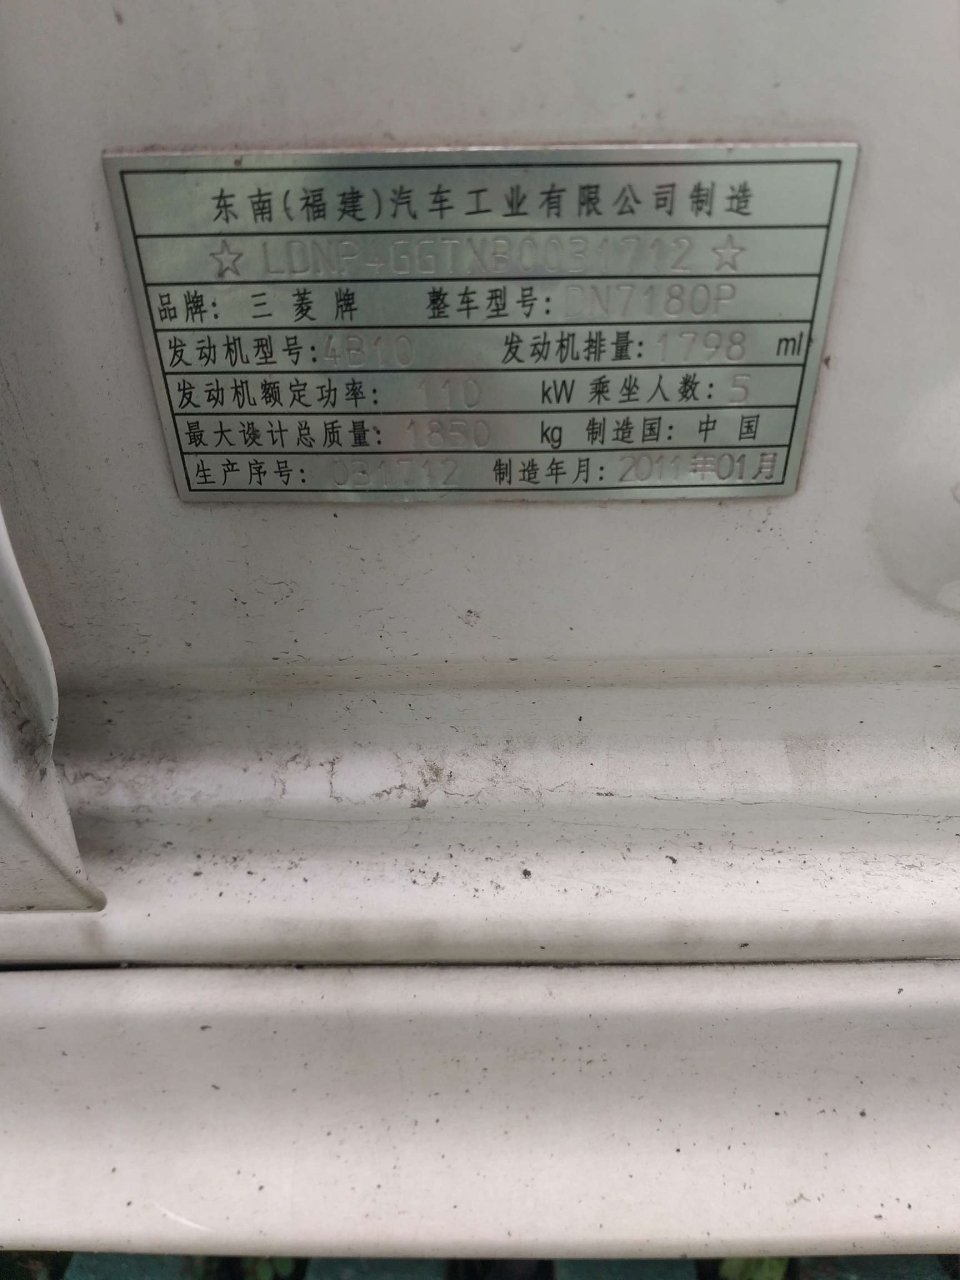 东南(福建)汽车工业有限公司制造
☆LDNP4GGTXB0031712☆
品牌: 三菱牌 整车型号: DN7180P
发动机型号: 4B10 发动机排量: 1798 ml
发动机额定功率: 110 kW 乘坐人数: 5
最大设计总质量: 1850 kg 制造国: 中国
生产序号: 031712 制造年月: 2011年01月